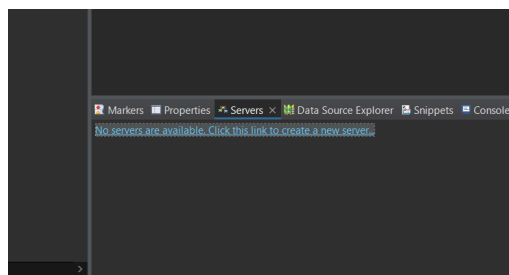 Markers Properties Servers Data Source Explorer Snippets Console
No servers are available. Click this link to create a new server...